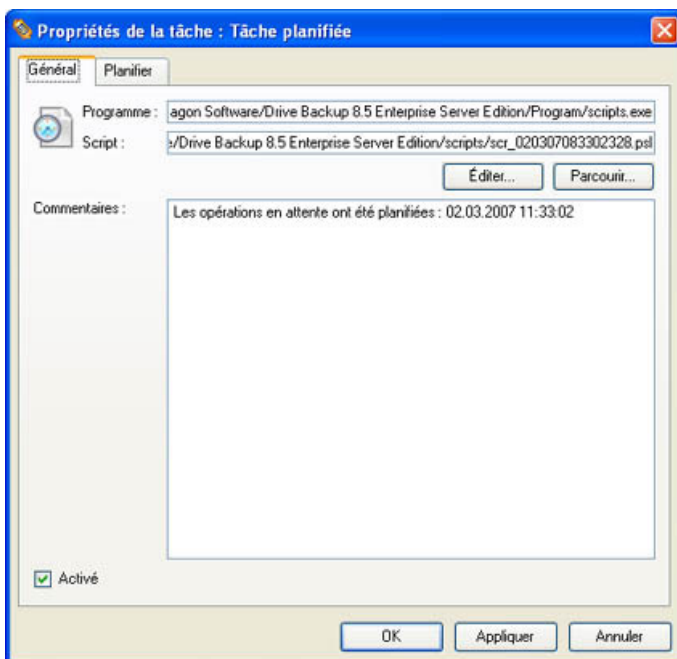 Propriétés de la tâche : Tâche planifiée
Général Planifier
Programme : agon Software/Drive Backup 8.5 Enterprise Server Edition/Program/scripts.exe
Script : e/Drive Backup 8.5 Enterprise Server Edition/scripts/scr_020307083302328.psl
Éditer... Parcourir...
Commentaires : Les opérations en attente ont été planifiées : 02.03.2007 11:33:02
Activé
OK Appliquer Annuler